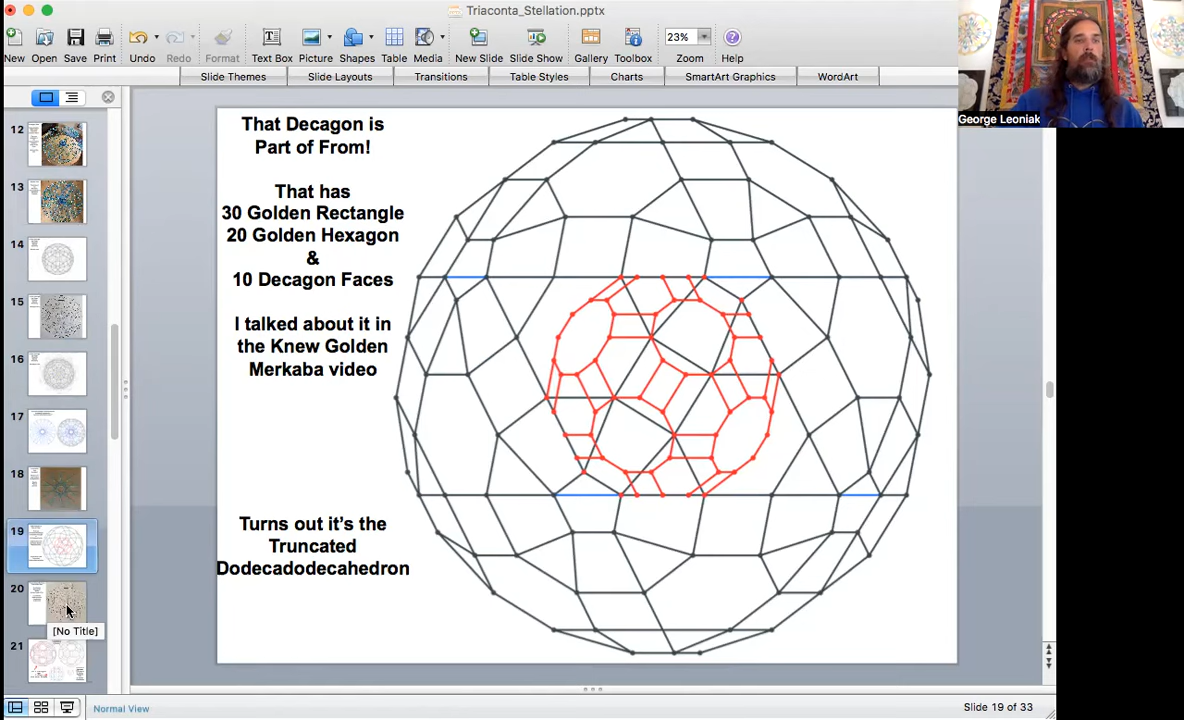 Triaconta_Stellation.pptx
New Open Save Print Undo Redo Format Text Box Picture Shapes Table Media New Slide Slide Show Gallery Toolbox Zoom Help
23%
Slide Themes Slide Layouts Transitions Table Styles Charts SmartArt Graphics WordArt
George Leoniak
12
13
14
15
16
17
18
19
20
[No Title]
21
That Decagon is
Part of From!
That has
30 Golden Rectangle
20 Golden Hexagon
&
10 Decagon Faces
I talked about it in
the Knew Golden
Merkaba video
Turns out it's the
Truncated
Dodecadodecahedron
Normal View
Slide 19 of 33